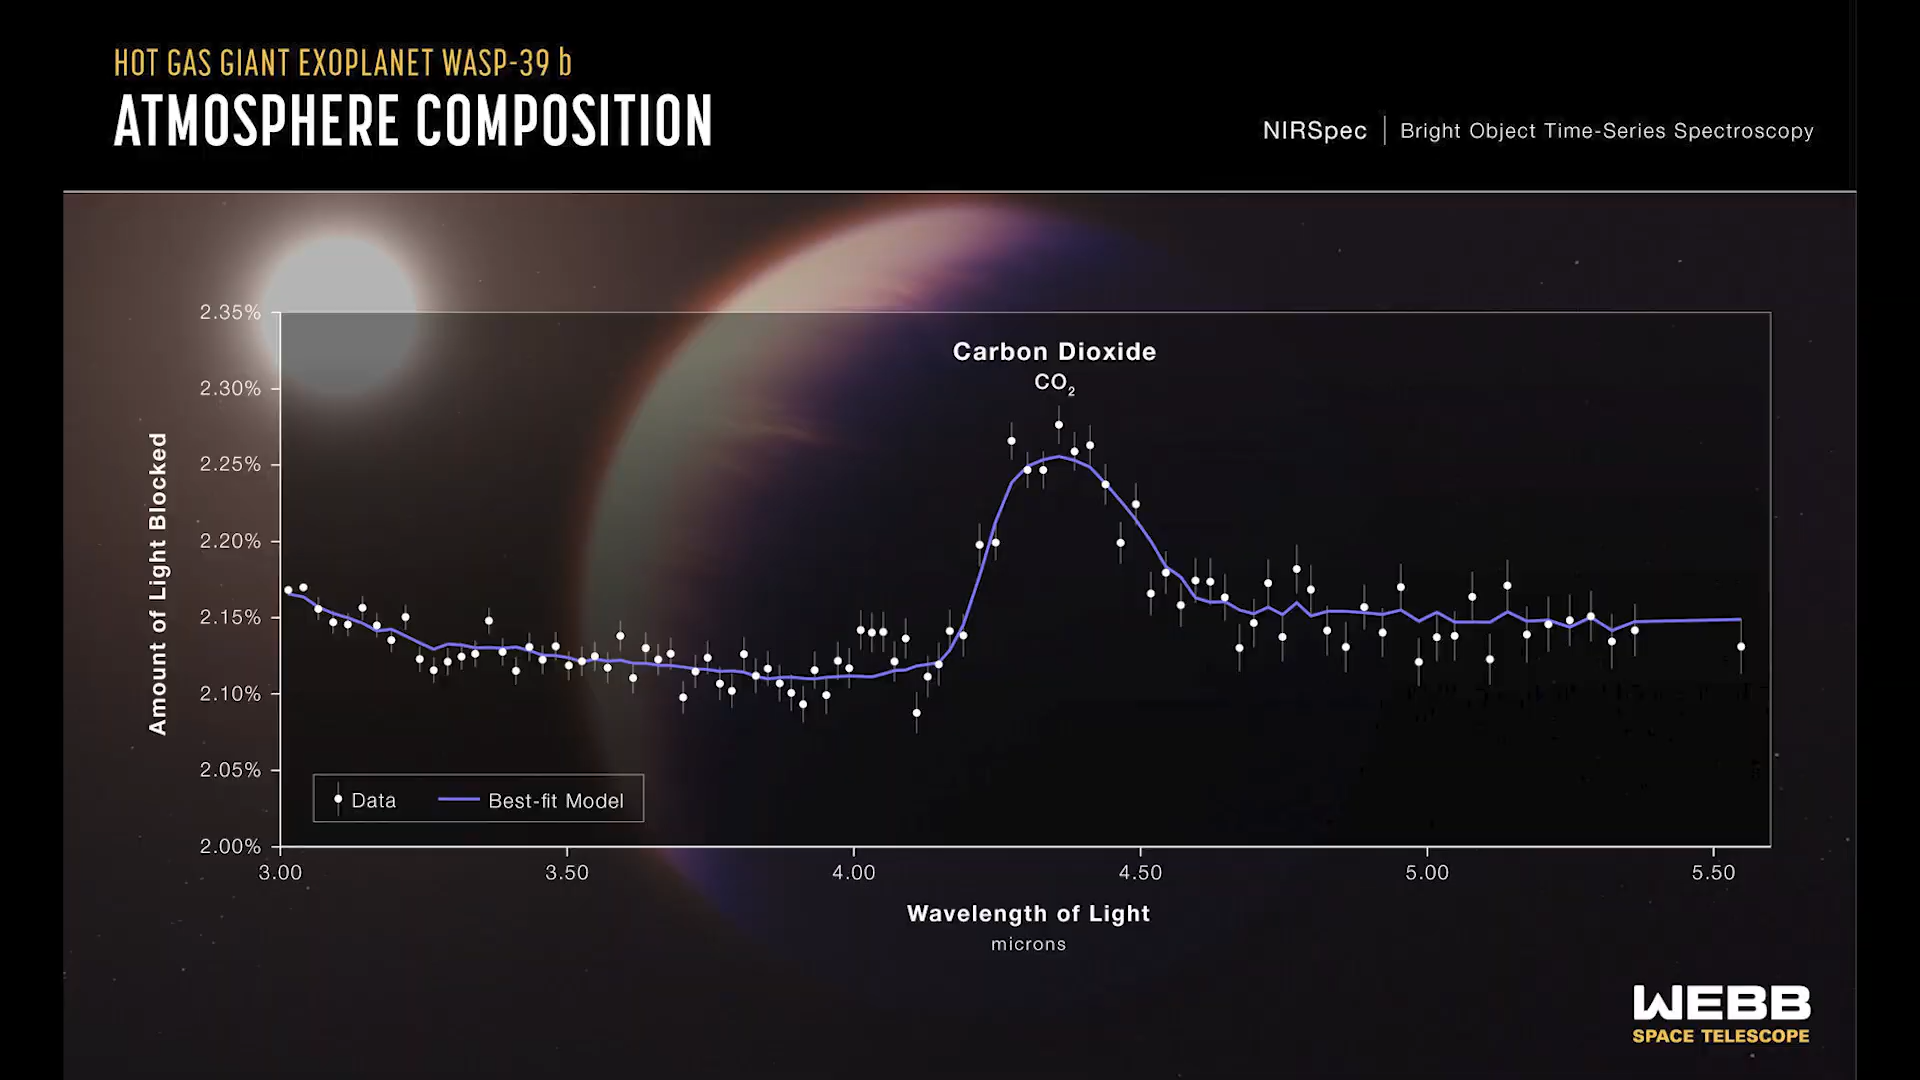 HOT GAS GIANT EXOPLANET WASP-39 b
ATMOSPHERE COMPOSITION
NIRSpec | Bright Object Time-Series Spectroscopy
Carbon Dioxide
CO₂
Amount of Light Blocked
2.35%
2.30%
2.25%
2.20%
2.15%
2.10%
2.05%
2.00%
Data
Best-fit Model
3.00 3.50 4.00 4.50 5.00 5.50
Wavelength of Light
microns
WEBB
SPACE TELESCOPE